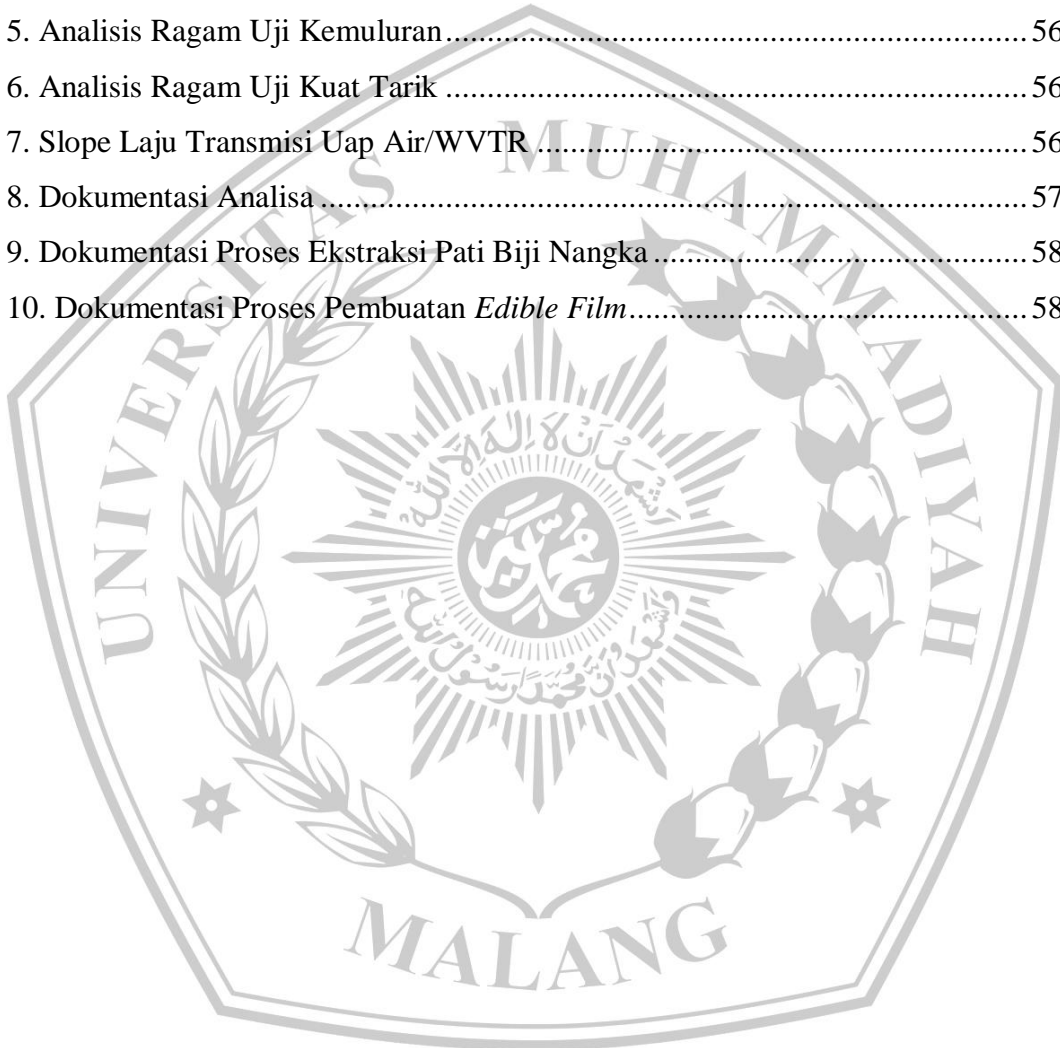 5. Analisis Ragam Uji Kemuluran.......................................................................... 56
6. Analisis Ragam Uji Kuat Tarik .......................................................................... 56
7. Slope Laju Transmisi Uap Air/WVTR .............................................................. 56
8. Dokumentasi Analisa .......................................................................................... 57
9. Dokumentasi Proses Ekstraksi Pati Biji Nangka ................................................ 58
10. Dokumentasi Proses Pembuatan Edible Film.................................................... 58
UNIVERSITAS MUHAMMADIYAH
MALANG